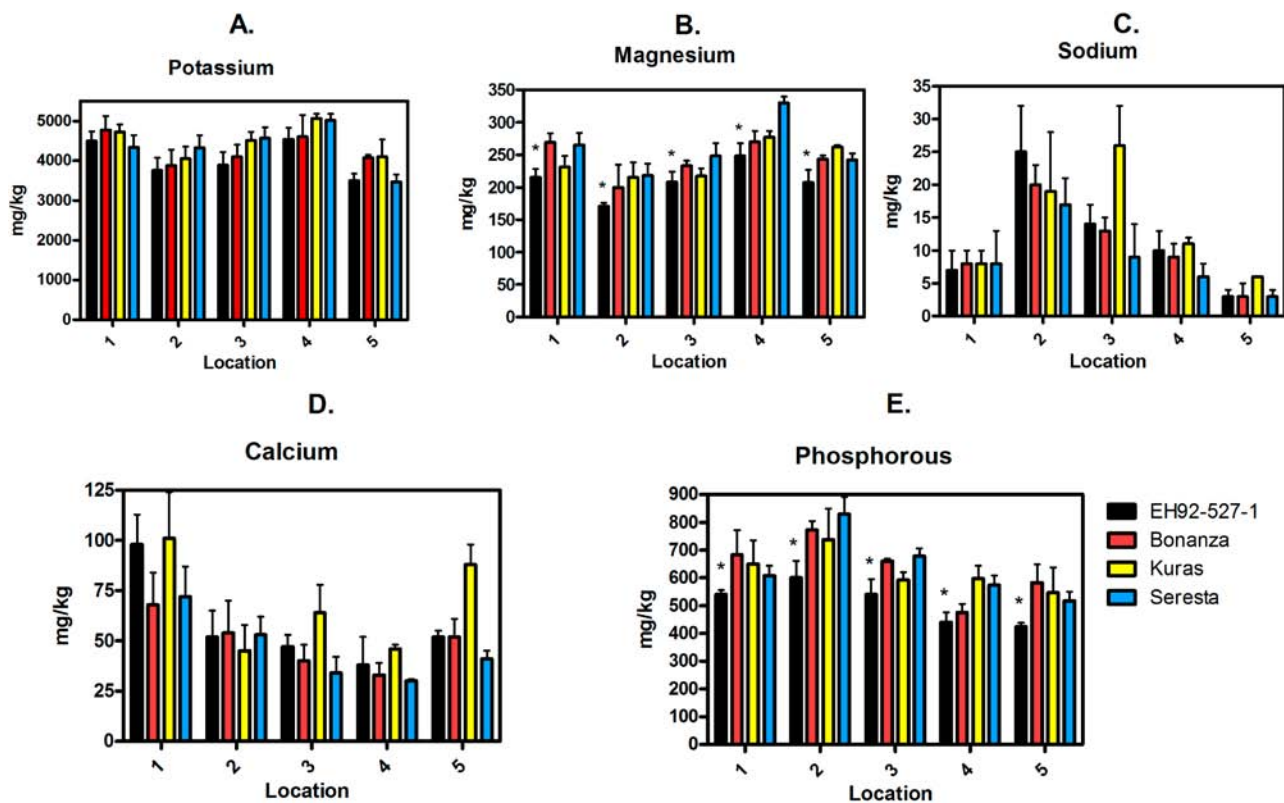 A.
Potassium
mg/kg
5000
4000
3000
2000
1000
0
1 2 3 4 5
Location
B.
Magnesium
mg/kg
350
300
250
200
150
100
50
0
* * * * *
1 2 3 4 5
Location
C.
Sodium
mg/kg
35
30
25
20
15
10
5
0
1 2 3 4 5
Location
D.
Calcium
mg/kg
125
100
75
50
25
0
1 2 3 4 5
Location
E.
Phosphorous
mg/kg
900
800
700
600
500
400
300
200
100
0
* * * * *
1 2 3 4 5
Location
EH92-527-1
Bonanza
Kuras
Seresta